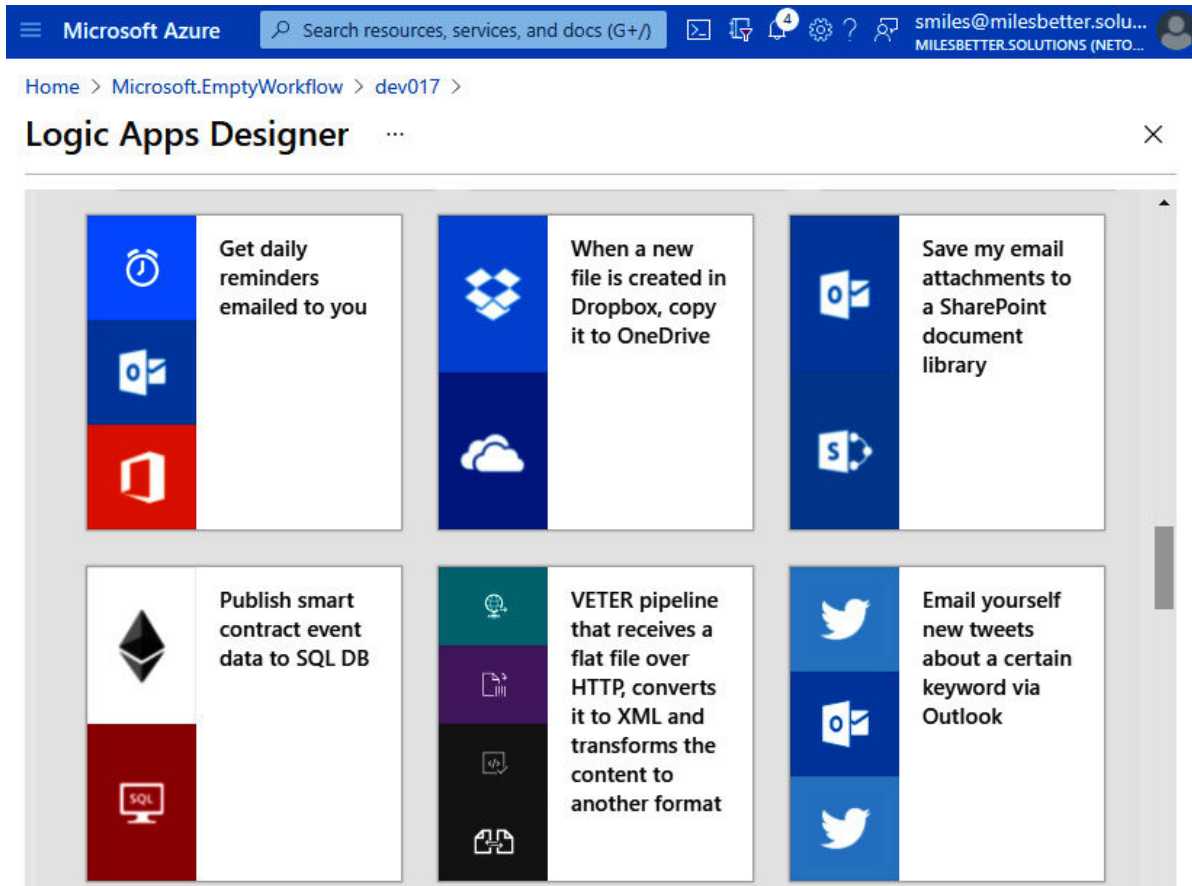 Microsoft Azure
Search resources, services, and docs (G+/)
4
smiles@milesbetter.solu...
MILESBETTER.SOLUTIONS (NETO...
Home > Microsoft.EmptyWorkflow > dev017 >
Logic Apps Designer ...
Get daily
reminders
emailed to you
When a new
file is created in
Dropbox, copy
it to OneDrive
Save my email
attachments to
a SharePoint
document
library
Publish smart
contract event
data to SQL DB
SQL
VETER pipeline
that receives a
flat file over
HTTP, converts
it to XML and
transforms the
content to
another format
Email yourself
new tweets
about a certain
keyword via
Outlook